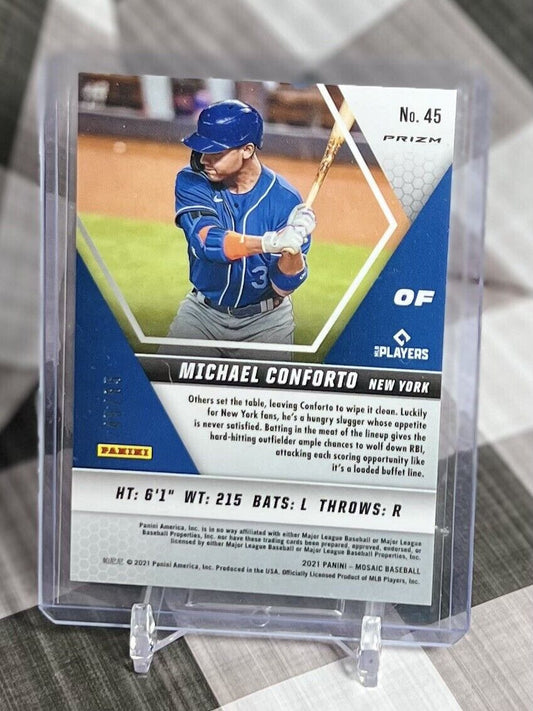 No. 45
PRIZM
3
OF
MLB PLAYERS
MICHAEL CONFORTO NEW YORK
Others set the table, leaving Conforto to wipe it clean. Luckily
for New York fans, he's a hungry slugger whose appetite
is never satisfied. Batting in the meat of the lineup gives the
hard-hitting outfielder ample chances to wolf down RBI,
attacking each scoring opportunity like
it's a loaded buffet line.
PANINI
HT: 6'1" WT: 215 BATS: L THROWS: R
Panini America, Inc. is in no way affiliated with either Major League Baseball or Major League
Baseball Properties, Inc. nor have these trading cards been prepared, approved, endorsed, or
licensed by either Major League Baseball or Major League Baseball Properties, Inc.
2021 PANINI – MOSAIC BASEBALL
© 2021 Panini America, Inc. Produced in the USA. Officially Licensed Product of MLB Players, Inc.